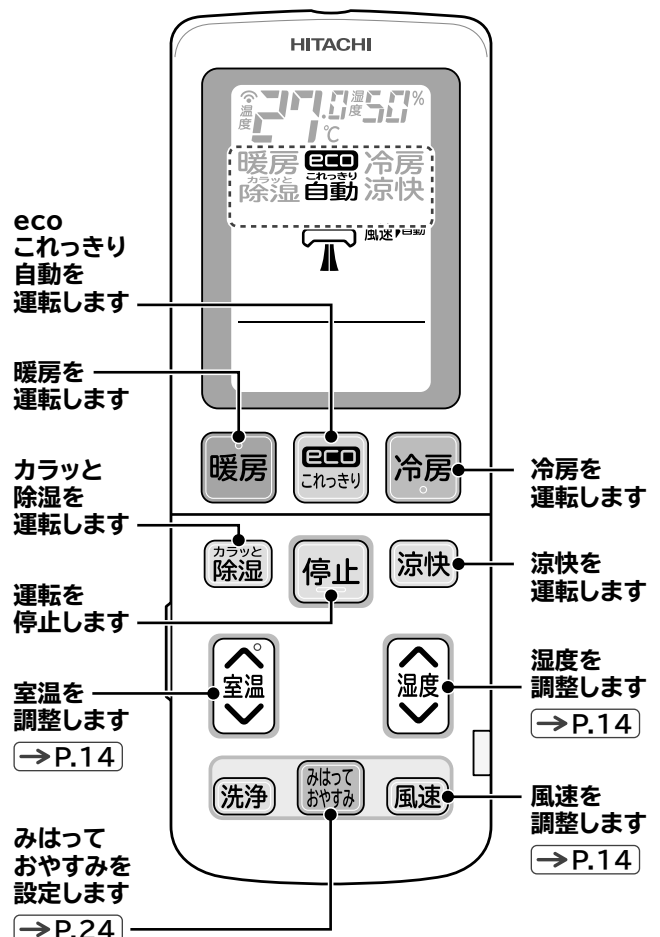 HITACHI
温度 27.0℃ 湿度 50%
暖房 eco 冷房
カラッと これっきり
除湿 自動 涼快
風速 自動
eco
これっきり
自動を
運転します
暖房を
運転します
カラッと
除湿を
運転します
運転を
停止します
室温を
調整します
→P.14
みはって
おやすみを
設定します
→P.24
暖房
eco
これっきり
冷房
カラッと
除湿
停止
涼快
室温
湿度
洗浄
みはって
おやすみ
風速
冷房を
運転します
涼快を
運転します
湿度を
調整します
→P.14
風速を
調整します
→P.14